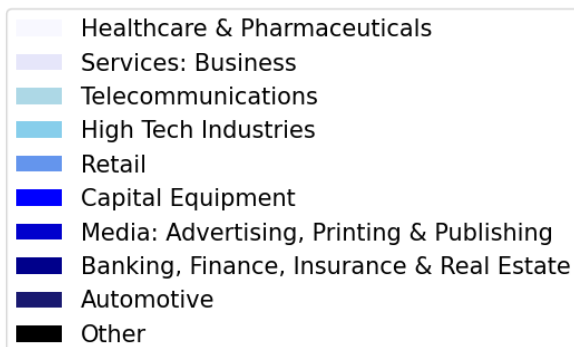 Healthcare & Pharmaceuticals
Services: Business
Telecommunications
High Tech Industries
Retail
Capital Equipment
Media: Advertising, Printing & Publishing
Banking, Finance, Insurance & Real Estate
Automotive
Other